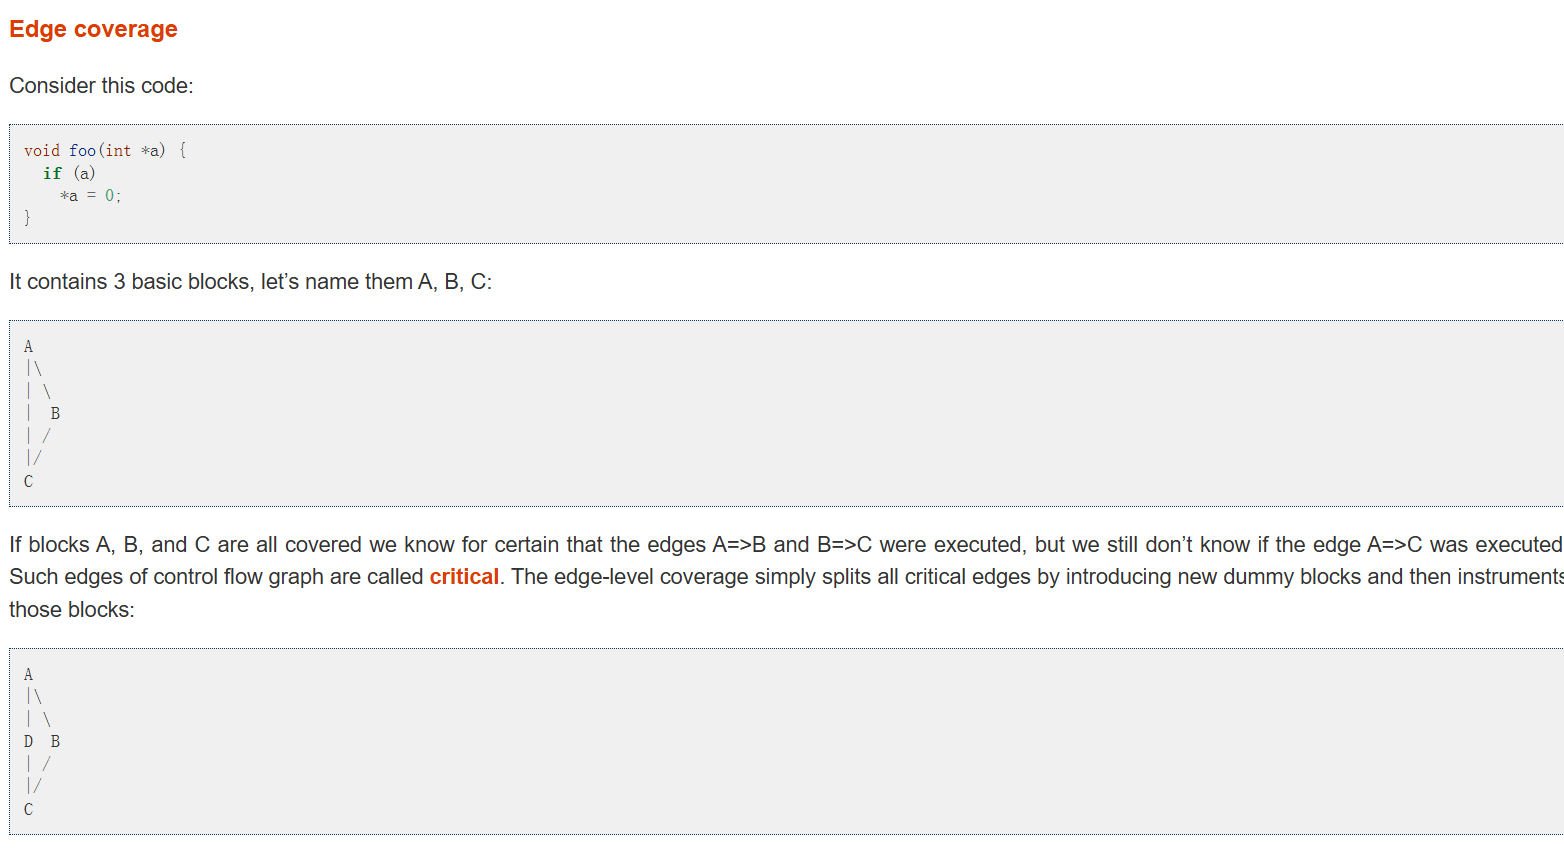 Edge coverage
Consider this code:
void foo(int *a) {
  if (a)
    *a = 0;
}
It contains 3 basic blocks, let’s name them A, B, C:
A
|\
| \
|  B
| /
|/
C
If blocks A, B, and C are all covered we know for certain that the edges A=>B and B=>C were executed, but we still don’t know if the edge A=>C was executed
Such edges of control flow graph are called critical. The edge-level coverage simply splits all critical edges by introducing new dummy blocks and then instruments
those blocks:
A
|\
| \
D  B
| /
|/
C